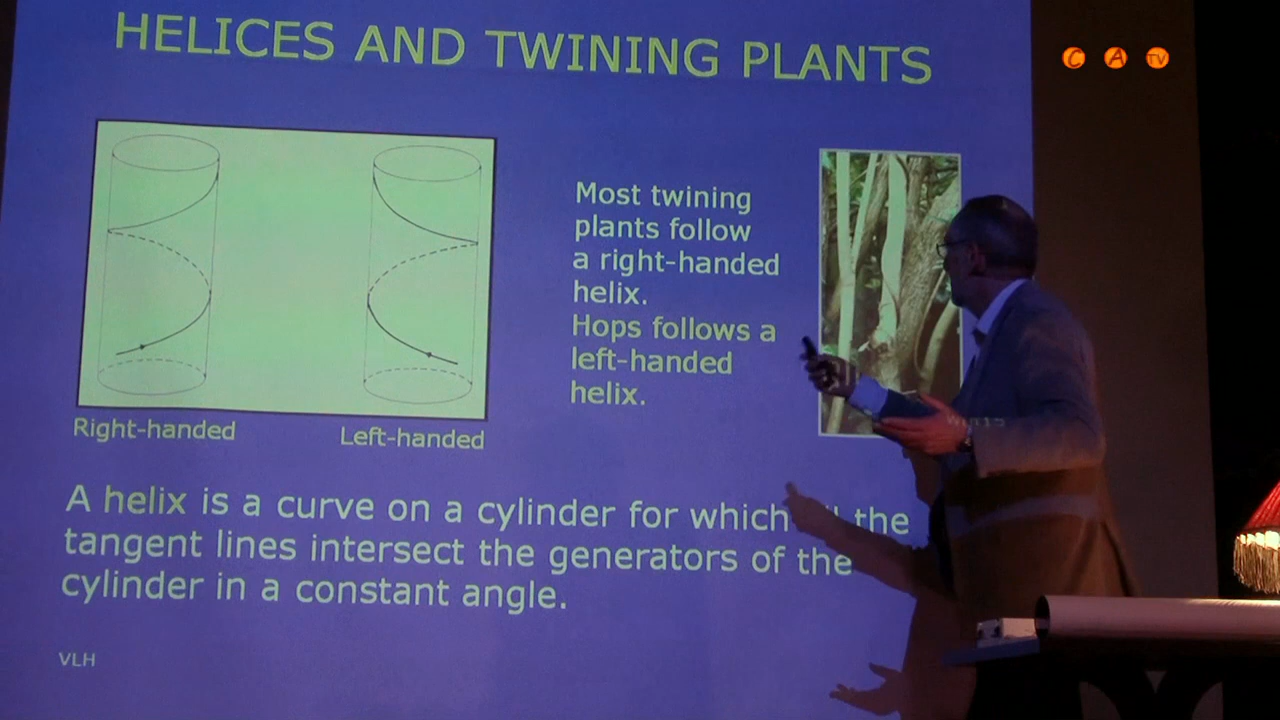 HELICES AND TWINING PLANTS
C A TV
Most twining
plants follow
a right-handed
helix.
Hops follows a
left-handed
helix.
Right-handed
Left-handed
A helix is a curve on a cylinder for which the
tangent lines intersect the generators of the
cylinder in a constant angle.
VLH